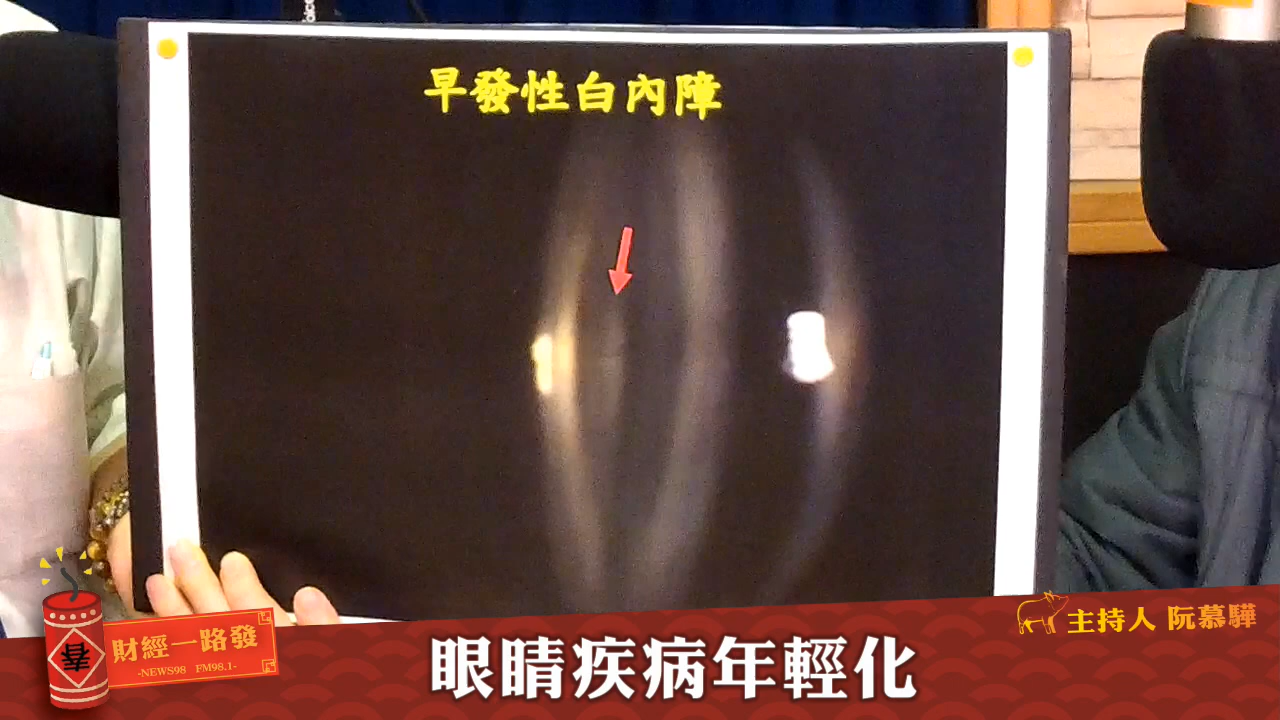 早發性白內障
春
財經一路發
-NEWS98 FM98.1-
眼睛疾病年輕化
主持人 阮慕驊